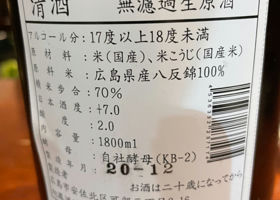 清酒 無濾過生原酒
アルコール分：17度以上18度未満
原材料：米(国産)、米こうじ(国産米)
原料米：広島県産八反錦100%
精米歩合：70%
日本酒度：+7.0
酸度：2.0
容量：1800ml
酵母：自社酵母(KB-2)
製造年月 20-12
お酒は二十歳になってから